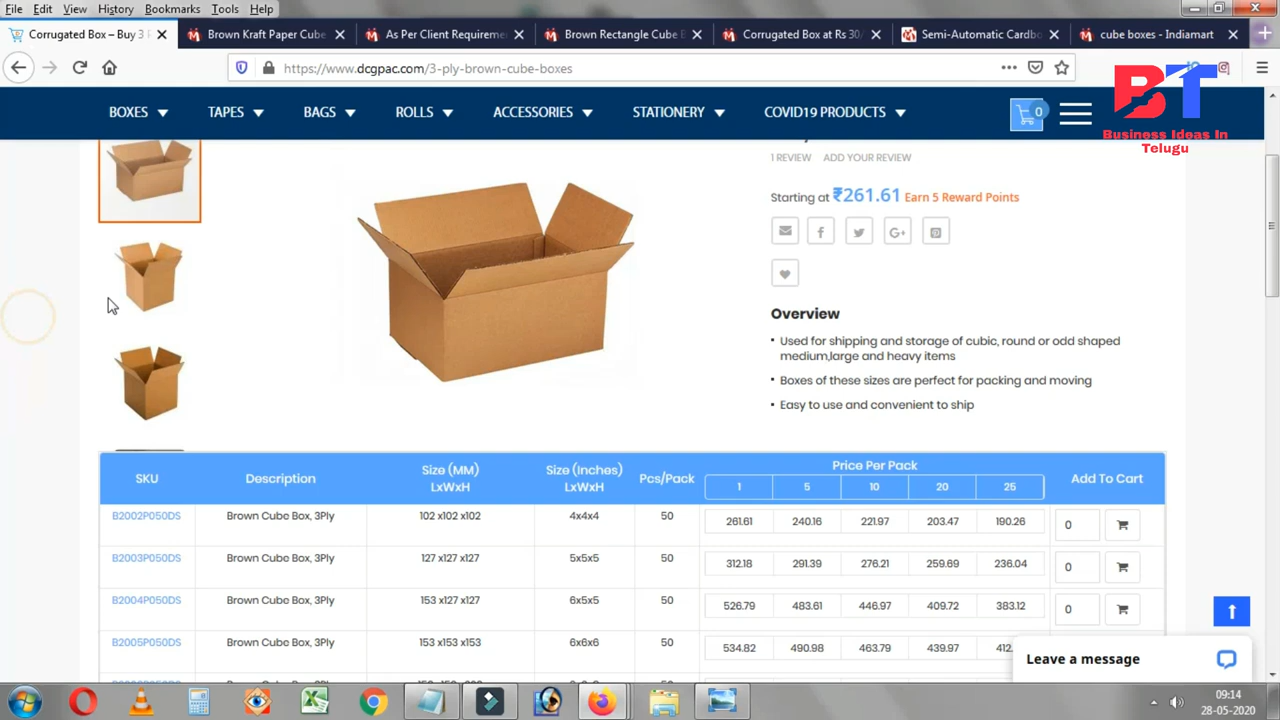 File Edit View History Bookmarks Tools Help
Corrugated Box – Buy 3 P
Brown Kraft Paper Cube
As Per Client Requireme
Brown Rectangle Cube B
Corrugated Box at Rs 30/
Semi-Automatic Cardbo
cube boxes - Indiamart
https://www.dcgpac.com/3-ply-brown-cube-boxes
BT
Business Ideas In
Telugu
BOXES TAPES BAGS ROLLS ACCESSORIES STATIONERY COVID19 PRODUCTS 0
1 REVIEW ADD YOUR REVIEW
Starting at ₹261.61 Earn 5 Reward Points
Overview
Used for shipping and storage of cubic, round or odd shaped
medium,large and heavy items
Boxes of these sizes are perfect for packing and moving
Easy to use and convenient to ship
SKU Description Size (MM) LxWxH Size (Inches) LxWxH Pcs/Pack Price Per Pack Add To Cart
1 5 10 20 25
B2002P050DS Brown Cube Box, 3Ply 102 x102 x102 4x4x4 50 261.61 240.16 221.97 203.47 190.26 0
B2003P050DS Brown Cube Box, 3Ply 127 x127 x127 5x5x5 50 312.18 291.39 276.21 259.69 236.04 0
B2004P050DS Brown Cube Box, 3Ply 153 x127 x127 6x5x5 50 526.79 483.61 446.97 409.72 383.12 0
B2005P050DS Brown Cube Box, 3Ply 153 x153 x153 6x6x6 50 534.82 490.98 463.79 439.97 412.
Leave a message
09:14
28-05-2020